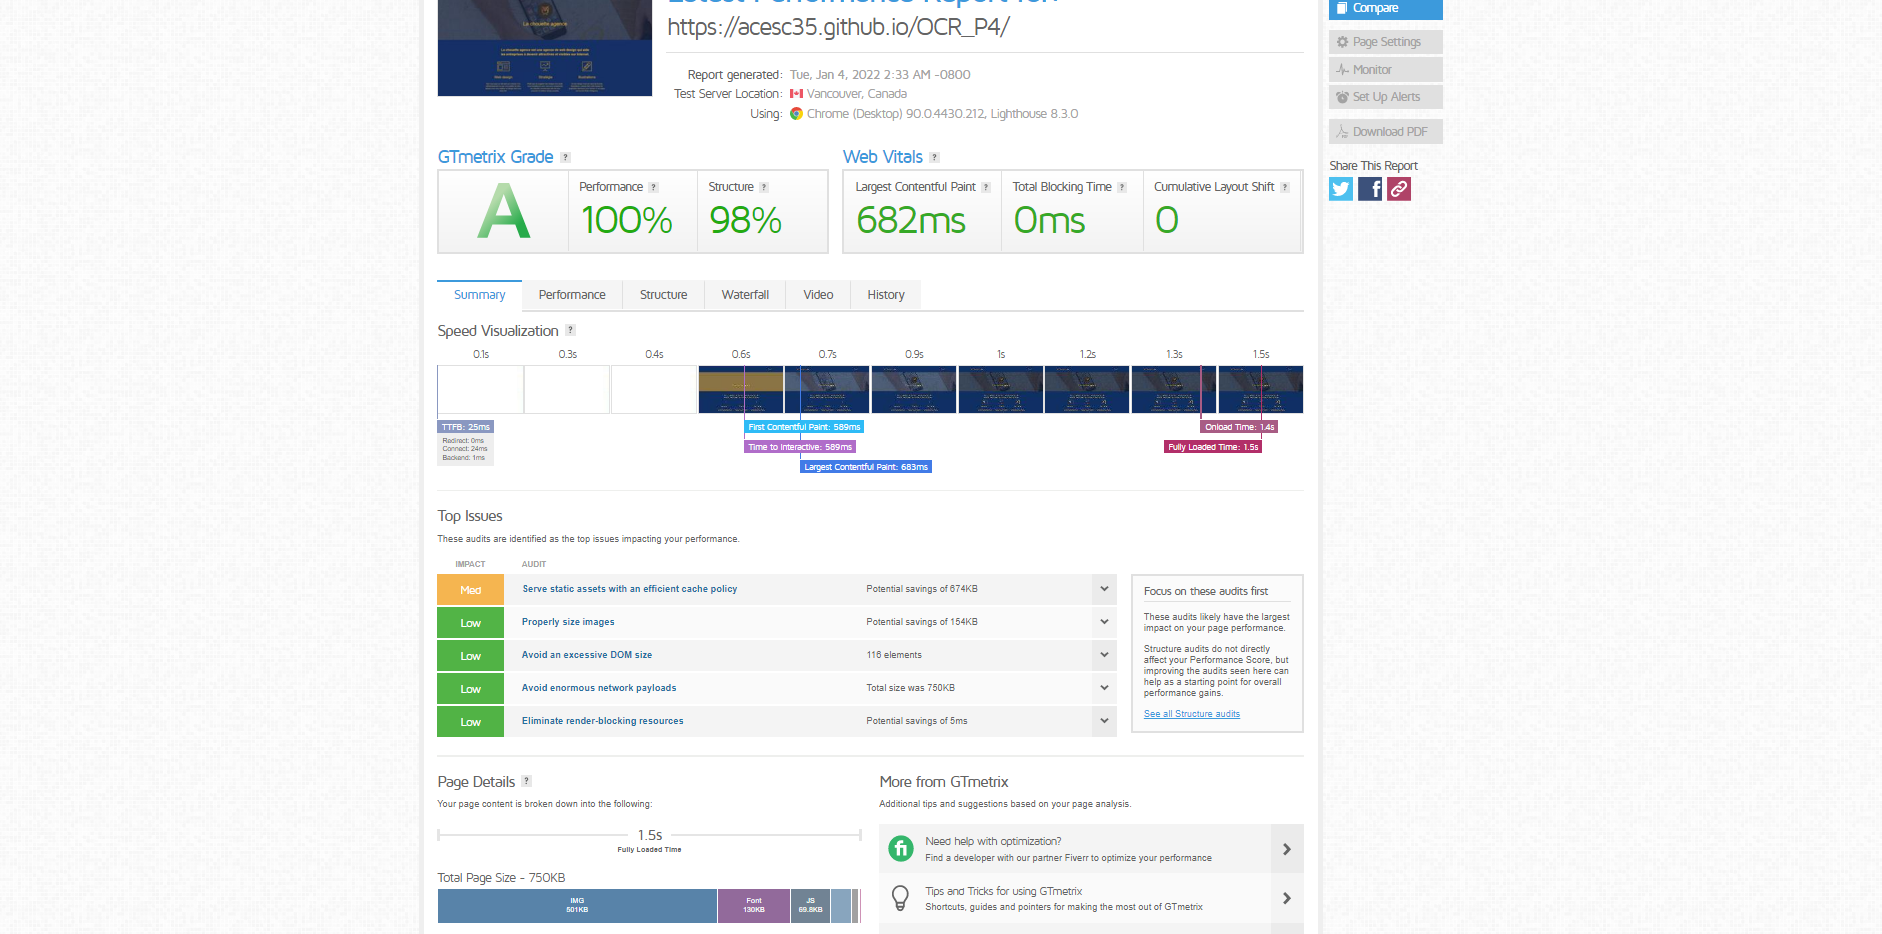 La chouette agence
Web design
Stratégie
Illustrations
https://acesc35.github.io/OCR_P4/
Report generated: Tue, Jan 4, 2022 2:33 AM -0800
Test Server Location: Vancouver, Canada
Using: Chrome (Desktop) 90.0.4430.212, Lighthouse 8.3.0
Compare
Page Settings
Monitor
Set Up Alerts
Download PDF
Share This Report
GTmetrix Grade ?
A
Performance ?
100%
Structure ?
98%
Web Vitals ?
Largest Contentful Paint ?
682ms
Total Blocking Time ?
0ms
Cumulative Layout Shift ?
0
Summary Performance Structure Waterfall Video History
Speed Visualization ?
0.1s 0.3s 0.4s 0.6s 0.7s 0.9s 1s 1.2s 1.3s 1.5s
TTFB: 25ms
Redirect: 0ms
Connect: 24ms
Backend: 1ms
First Contentful Paint: 589ms
Time to Interactive: 589ms
Largest Contentful Paint: 683ms
Onload Time: 1.4s
Fully Loaded Time: 1.5s
Top Issues
These audits are identified as the top issues impacting your performance.
IMPACT AUDIT
Med Serve static assets with an efficient cache policy Potential savings of 674KB
Low Properly size images Potential savings of 154KB
Low Avoid an excessive DOM size 116 elements
Low Avoid enormous network payloads Total size was 750KB
Low Eliminate render-blocking resources Potential savings of 5ms
Focus on these audits first
These audits likely have the largest
impact on your page performance.
Structure audits do not directly
affect your Performance Score, but
improving the audits seen here can
help as a starting point for overall
performance gains.
See all Structure audits
Page Details ?
Your page content is broken down into the following:
1.5s
Fully Loaded Time
Total Page Size - 750KB
IMG
501KB
Font
130KB
JS
69.8KB
More from GTmetrix
Additional tips and suggestions based on your page analysis.
fi
Need help with optimization?
Find a developer with our partner Fiverr to optimize your performance
Tips and Tricks for using GTmetrix
Shortcuts, guides and pointers for making the most out of GTmetrix